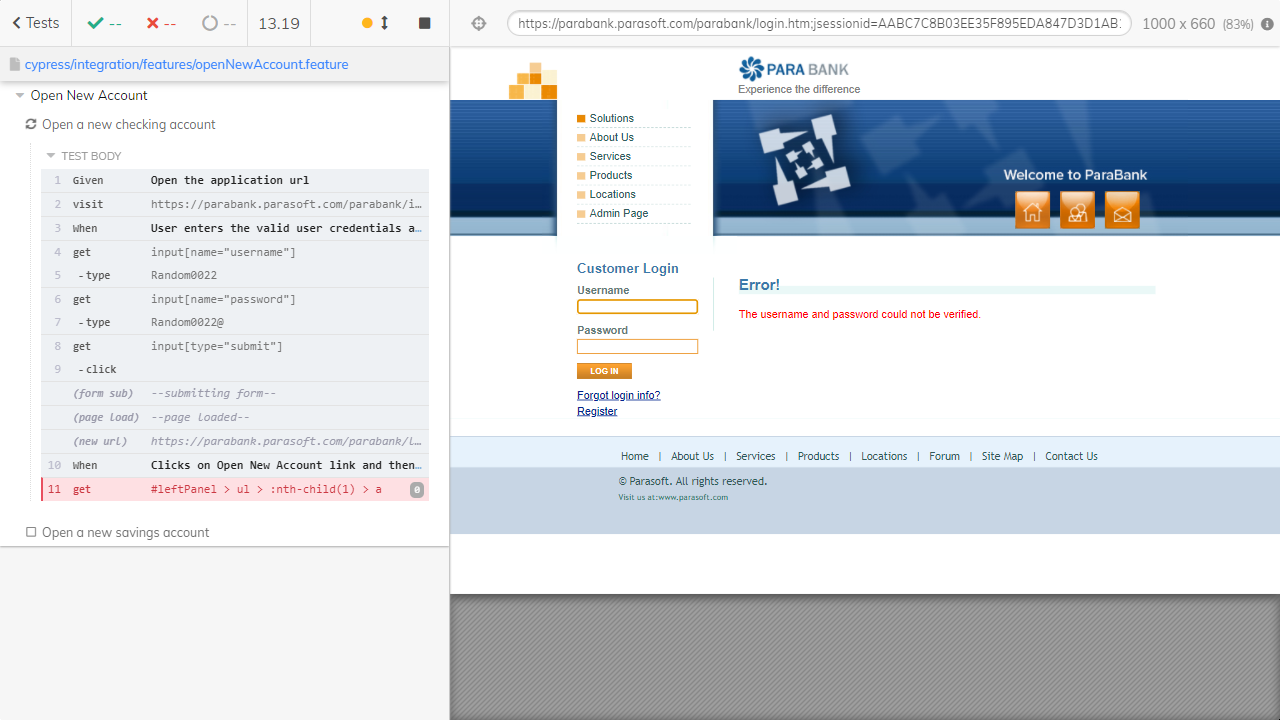 Tests
--
--
--
13.19
https://parabank.parasoft.com/parabank/login.htm;jsessionid=AABC7C8B03EE35F895EDA847D3D1AB1
1000 x 660 (83%)
cypress/integration/features/openNewAccount.feature
Open New Account
Open a new checking account
TEST BODY
1 Given Open the application url
2 visit https://parabank.parasoft.com/parabank/i…
3 When User enters the valid user credentials a…
4 get input[name="username"]
5 -type Random0022
6 get input[name="password"]
7 -type Random0022@
8 get input[type="submit"]
9 -click
(form sub) --submitting form--
(page load) --page loaded--
(new url) https://parabank.parasoft.com/parabank/l…
10 When Clicks on Open New Account link and then…
11 get #leftPanel > ul > :nth-child(1) > a 0
Open a new savings account
PARA BANK
Experience the difference
Solutions
About Us
Services
Products
Locations
Admin Page
Welcome to ParaBank
Customer Login
Username
Password
LOG IN
Forgot login info?
Register
Error!
The username and password could not be verified.
Home | About Us | Services | Products | Locations | Forum | Site Map | Contact Us
© Parasoft. All rights reserved.
Visit us at:www.parasoft.com